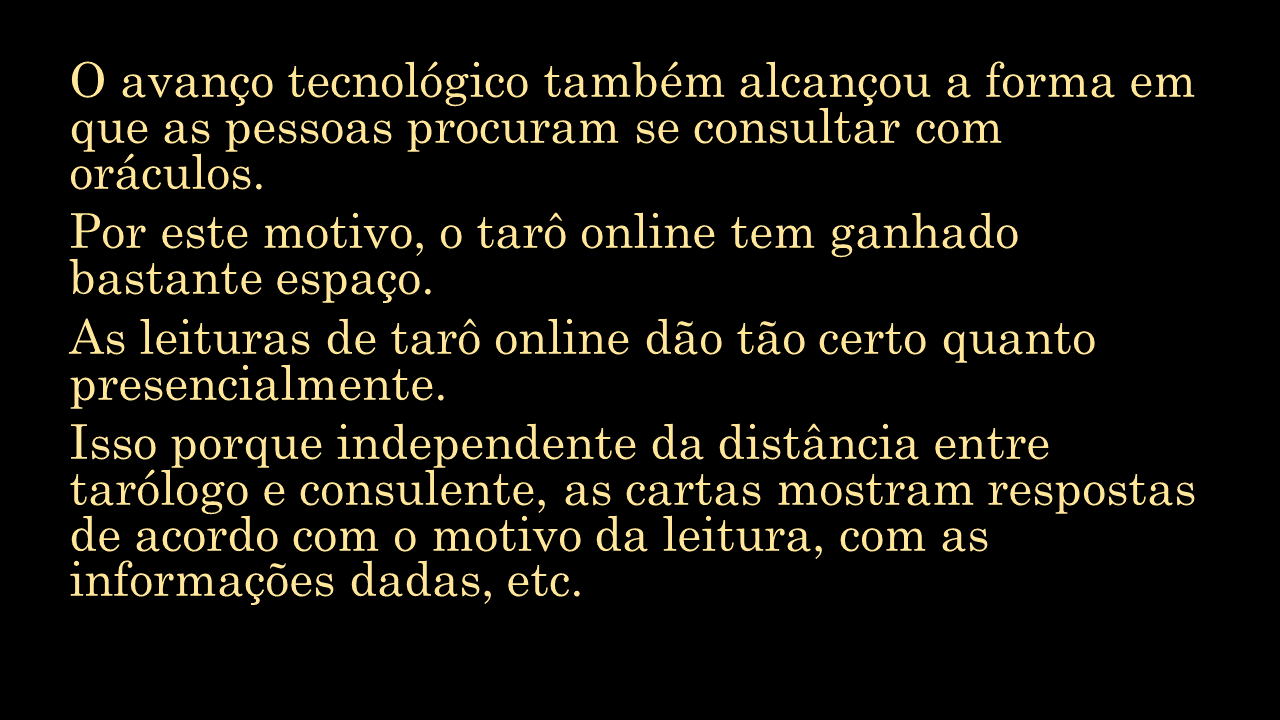 O avanço tecnológico também alcançou a forma em
que as pessoas procuram se consultar com
oráculos.
Por este motivo, o tarô online tem ganhado
bastante espaço.
As leituras de tarô online dão tão certo quanto
presencialmente.
Isso porque independente da distância entre
tarólogo e consulente, as cartas mostram respostas
de acordo com o motivo da leitura, com as
informações dadas, etc.